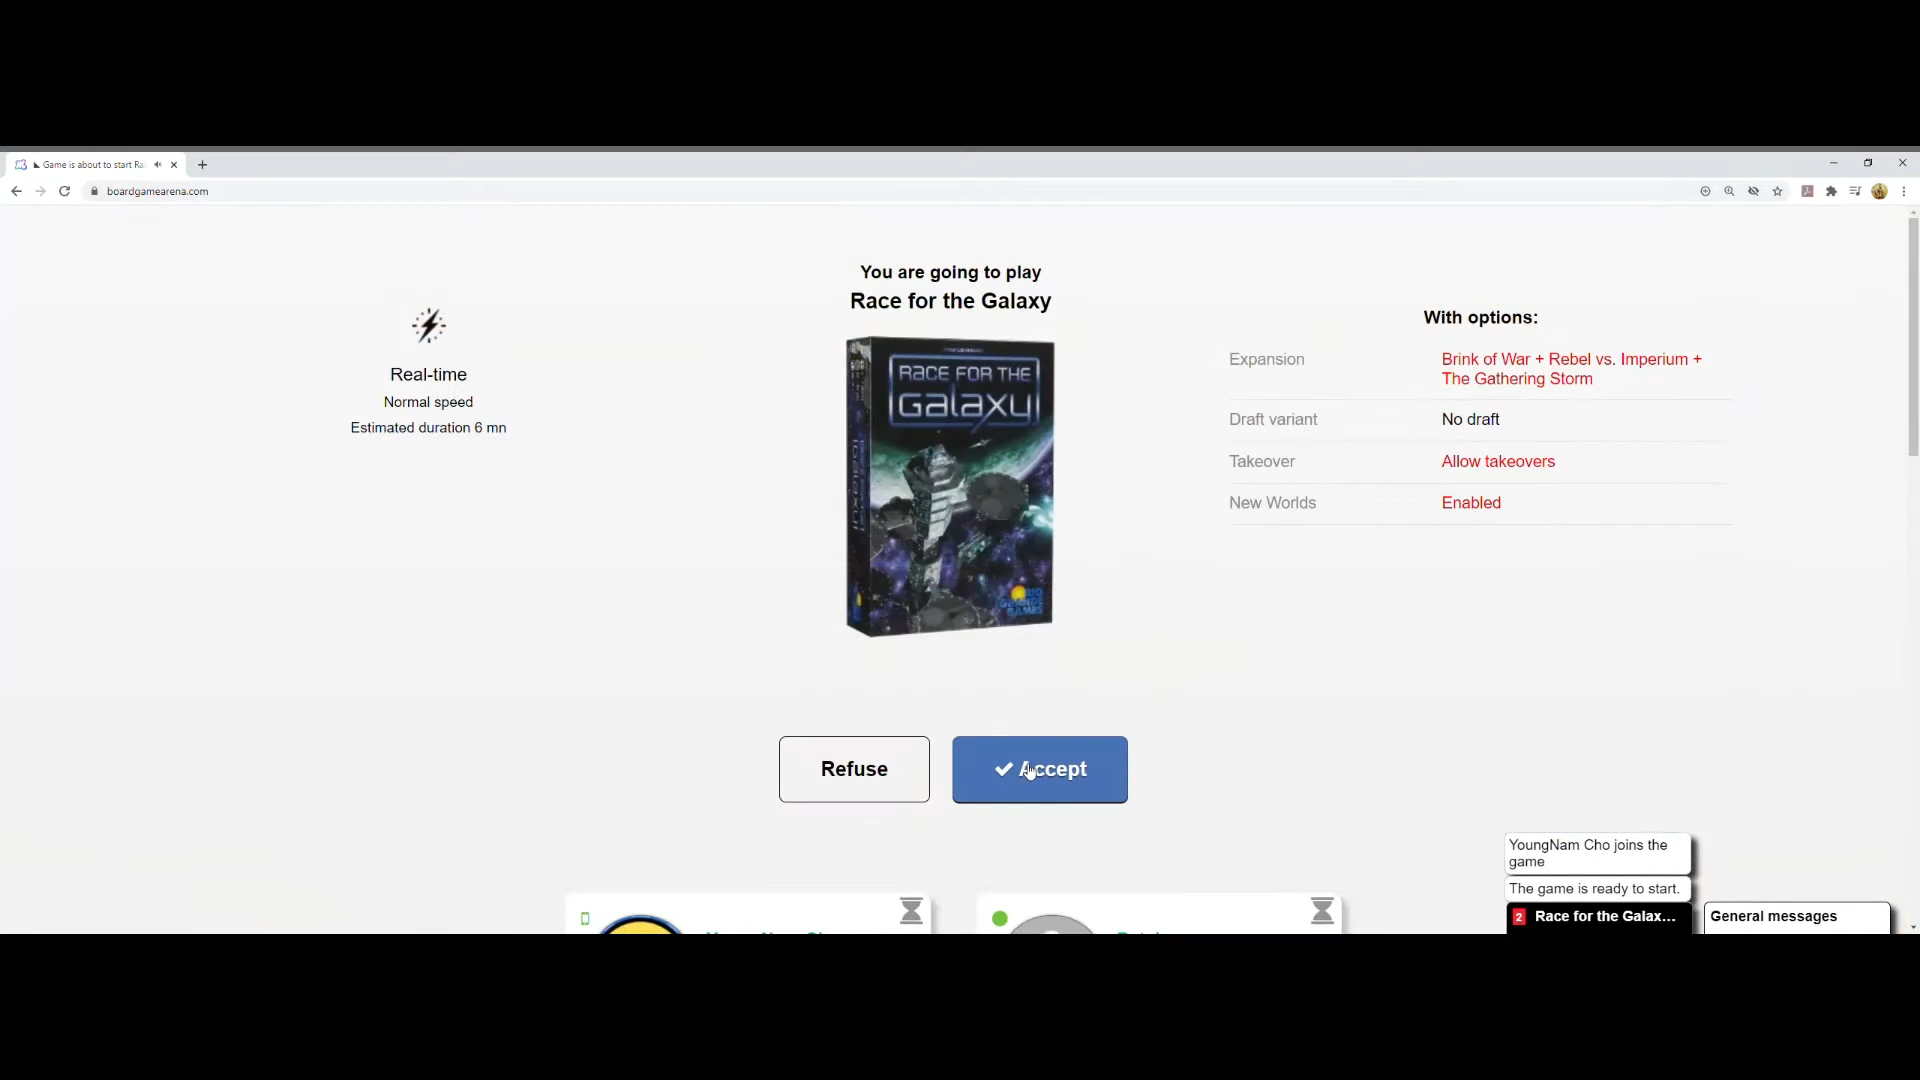 Game is about to start Ra
boardgamearena.com
You are going to play
Race for the Galaxy
Real-time
Normal speed
Estimated duration 6 mn
RACE FOR THE
GALAXY
RIO
GRANDE
GAMES
With options:
Expansion
Brink of War + Rebel vs. Imperium +
The Gathering Storm
Draft variant
No draft
Takeover
Allow takeovers
New Worlds
Enabled
Refuse
Accept
YoungNam Cho joins the
game
The game is ready to start.
2 Race for the Galax...
General messages